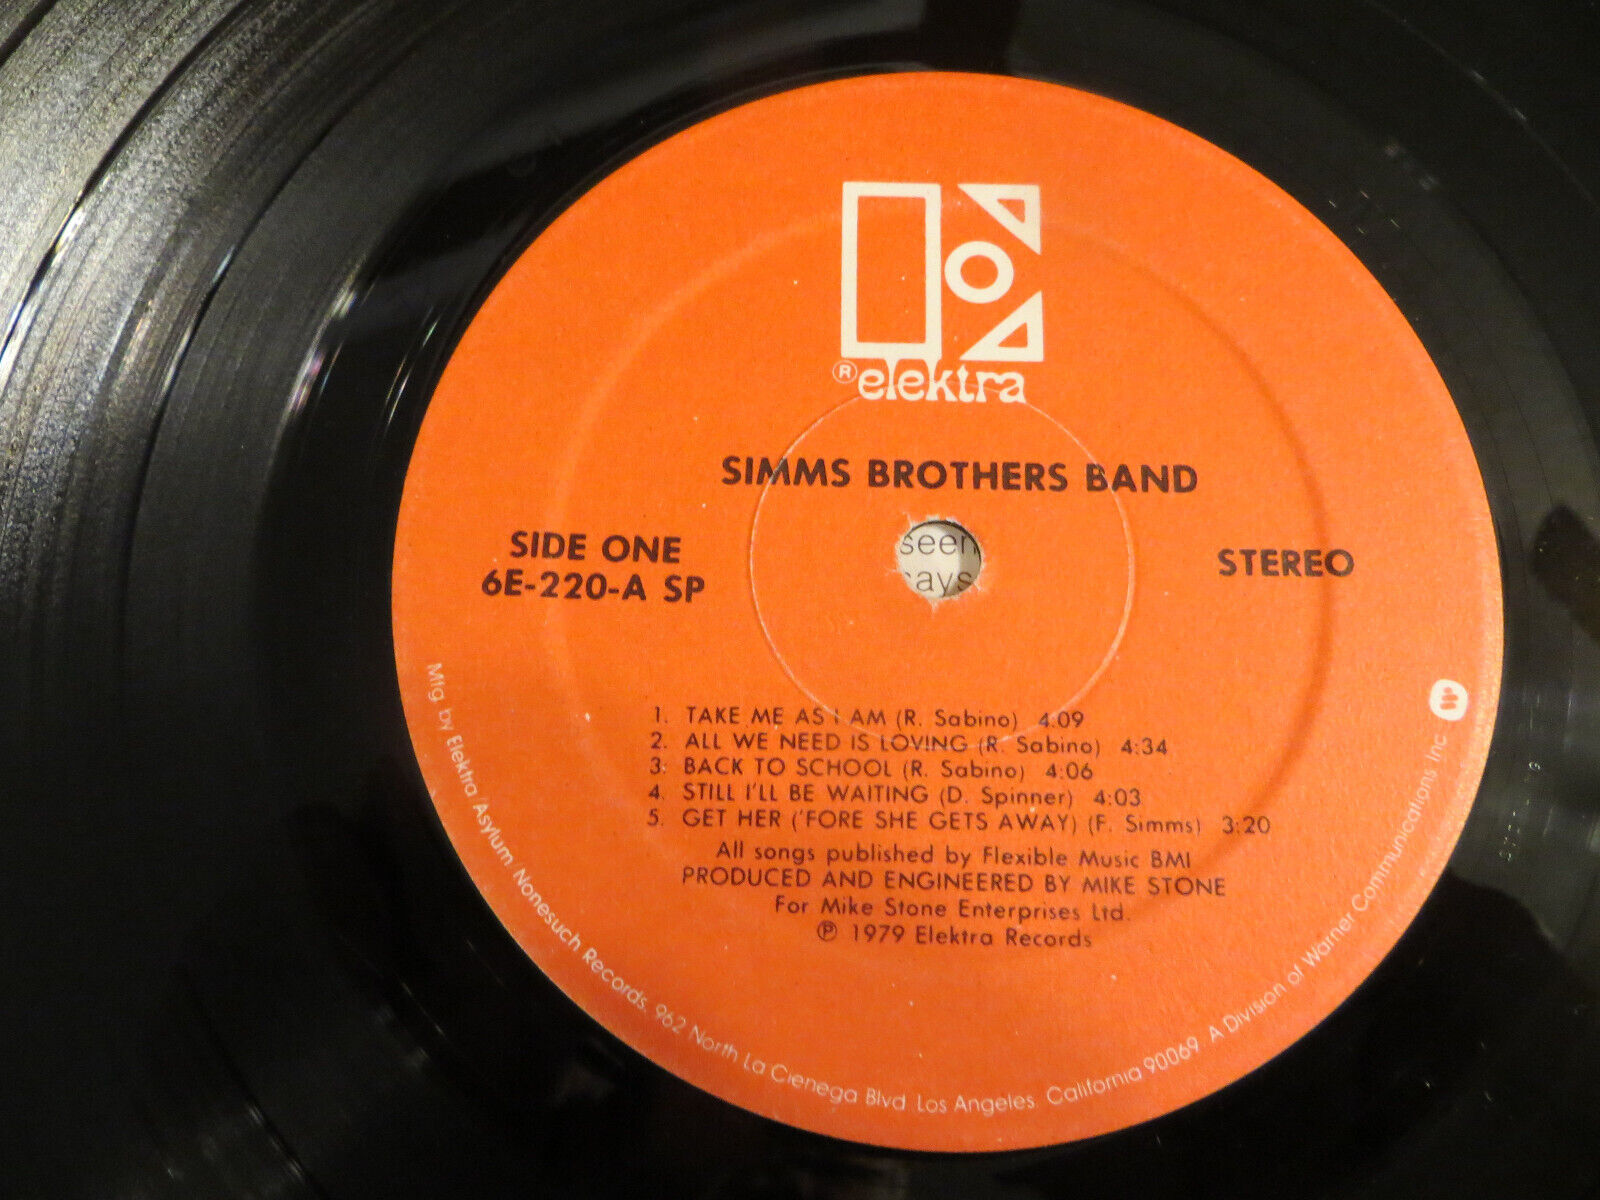 ® elektra
SIMMS BROTHERS BAND
SIDE ONE
6E-220-A SP
STEREO
seen
says
1. TAKE ME AS I AM (R. Sabino) 4:09
2. ALL WE NEED IS LOVING (R. Sabino) 4:34
3. BACK TO SCHOOL (R. Sabino) 4:06
4. STILL I'LL BE WAITING (D. Spinner) 4:03
5. GET HER ('FORE SHE GETS AWAY) (F. Simms) 3:20
All songs published by Flexible Music BMI
PRODUCED AND ENGINEERED BY MIKE STONE
For Mike Stone Enterprises Ltd.
℗ 1979 Elektra Records
Mfg. by Elektra Asylum Nonesuch Records, 962 North La Cienega Blvd Los Angeles, California 90069 A Division of Warner Communications Inc